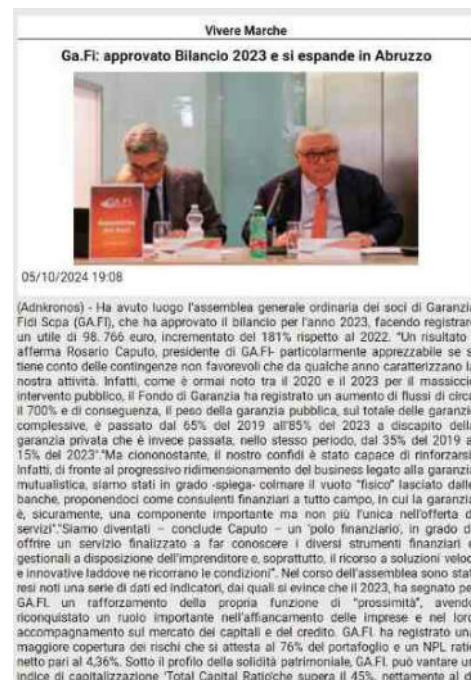 Vivere Marche
Ga.Fi: approvato Bilancio 2023 e si espande in Abruzzo
GA.FI.
05/10/2024 19:08
(Adnkronos) - Ha avuto luogo l'assemblea generale ordinaria dei soci di Garanzia
Fidi Scpa (GA.FI), che ha approvato il bilancio per l'anno 2023, facendo registrare
un utile di 98. 766 euro, incrementato del 181% rispetto al 2022. "Un risultato -
afferma Rosario Caputo, presidente di GA.FI- particolarmente apprezzabile se si
tiene conto delle contingenze non favorevoli che da qualche anno caratterizzano la
nostra attività. Infatti, come è ormai noto tra il 2020 e il 2023 per il massiccio
intervento pubblico, il Fondo di Garanzia ha registrato un aumento di flussi di circa
il 700% e di conseguenza, il peso della garanzia pubblica, sul totale delle garanzie
complessive, è passato dal 65% del 2019 all'85% del 2023 a discapito della
garanzia privata che è invece passata, nello stesso periodo, dal 35% del 2019 al
15% del 2023"."Ma ciononostante, il nostro confidi è stato capace di rinforzarsi.
Infatti, di fronte al progressivo ridimensionamento del business legato alla garanzia
mutualistica, siamo stati in grado -spiega- colmare il vuoto "fisico" lasciato dalle
banche, proponendoci come consulenti finanziari a tutto campo, in cui la garanzia
è, sicuramente, una componente importante ma non più l'unica nell'offerta di
servizi"."Siamo diventati – conclude Caputo – un 'polo finanziario', in grado di
offrire un servizio finalizzato a far conoscere i diversi strumenti finanziari e
gestionali a disposizione dell'imprenditore e, soprattutto, il ricorso a soluzioni veloci
e innovative laddove ne ricorrano le condizioni". Nel corso dell'assemblea sono stati
resi noti una serie di dati ed indicatori, dai quali si evince che il 2023, ha segnato per
GA.FI. un rafforzamento della propria funzione di "prossimità", avendo
riconquistato un ruolo importante nell'affiancamento delle imprese e nel loro
accompagnamento sul mercato dei capitali e del credito. GA.FI. ha registrato una
maggiore copertura dei rischi che si attesta al 76% del portafoglio e un NPL ratio
netto pari al 4,36%. Sotto il profilo della solidità patrimoniale, GA.FI. può vantare un
indice di capitalizzazione 'Total Capital Ratio'che supera il 45%, nettamente al di